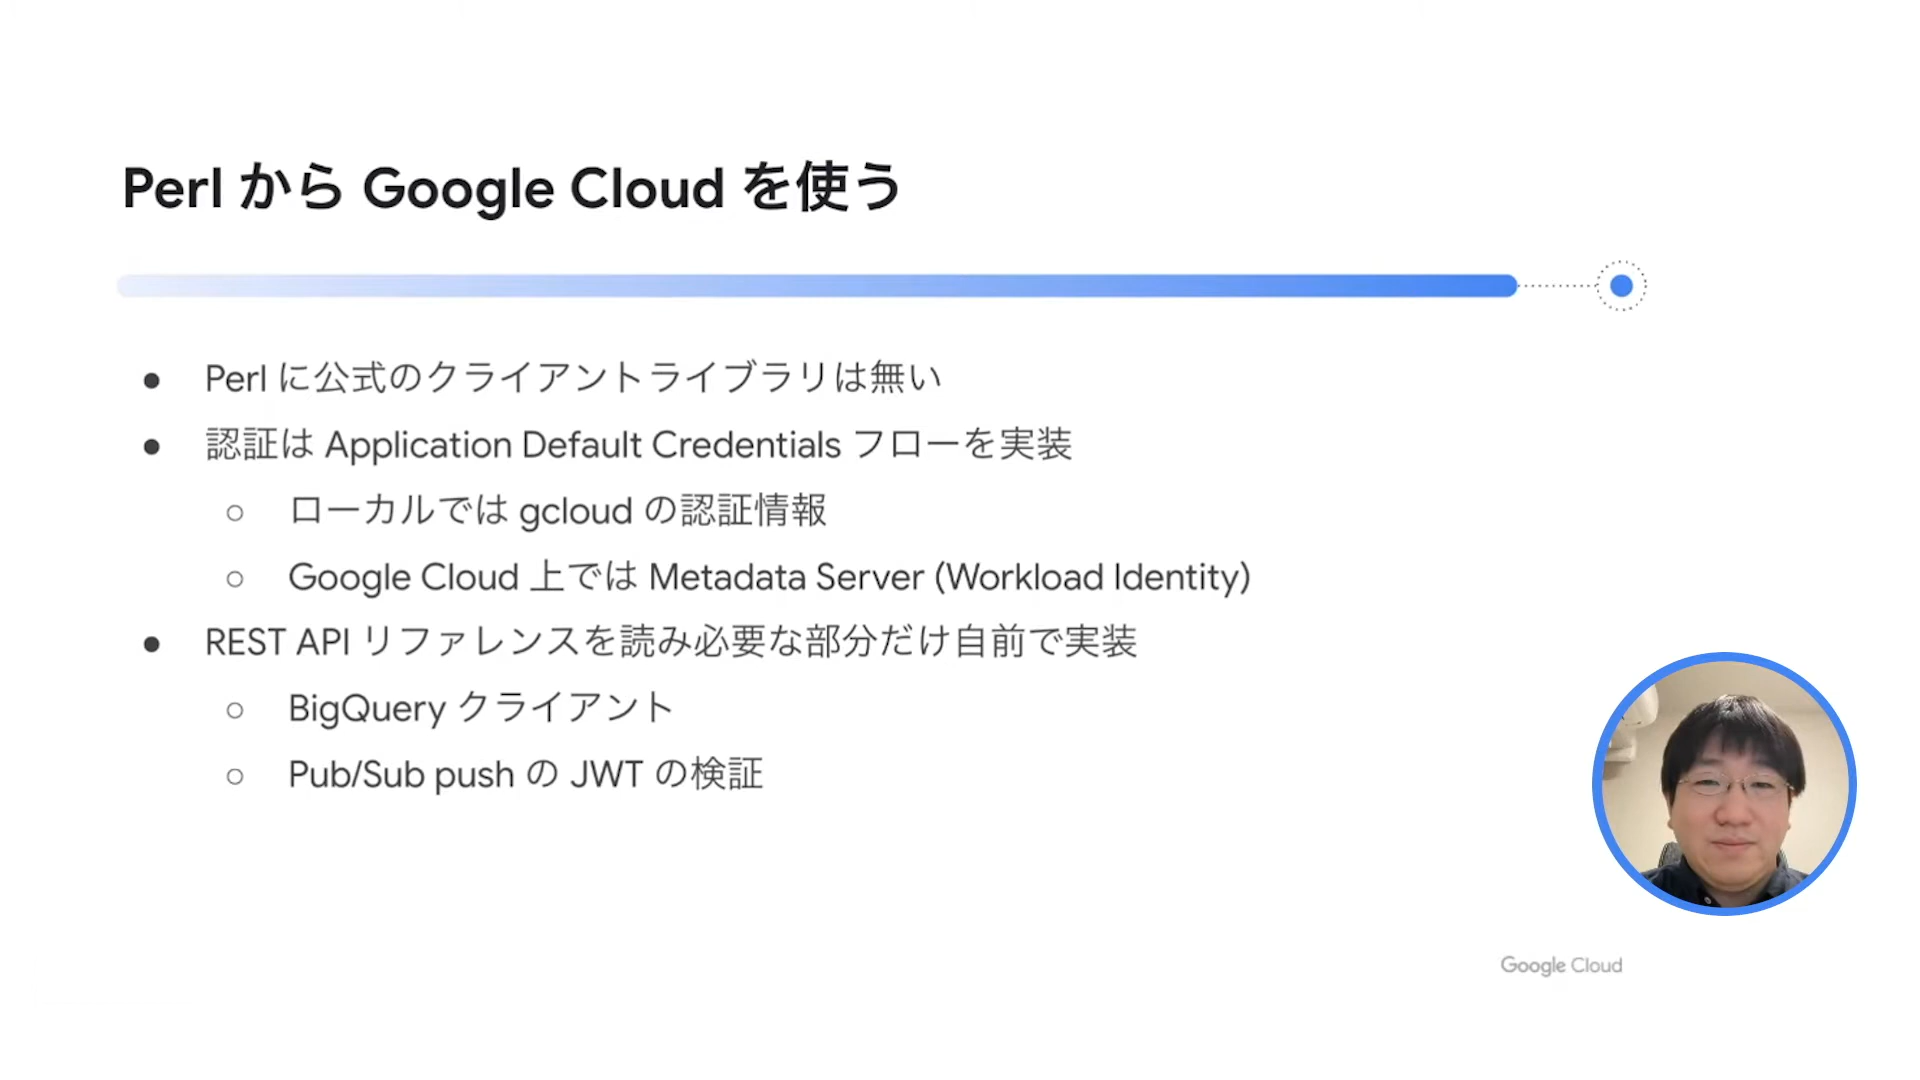 Perl から Google Cloud を使う
● Perl に公式のクライアントライブラリは無い
● 認証は Application Default Credentials フローを実装
○ ローカルでは gcloud の認証情報
○ Google Cloud 上では Metadata Server (Workload Identity)
● REST API リファレンスを読み必要な部分だけ自前で実装
○ BigQuery クライアント
○ Pub/Sub push の JWT の検証
Google Cloud